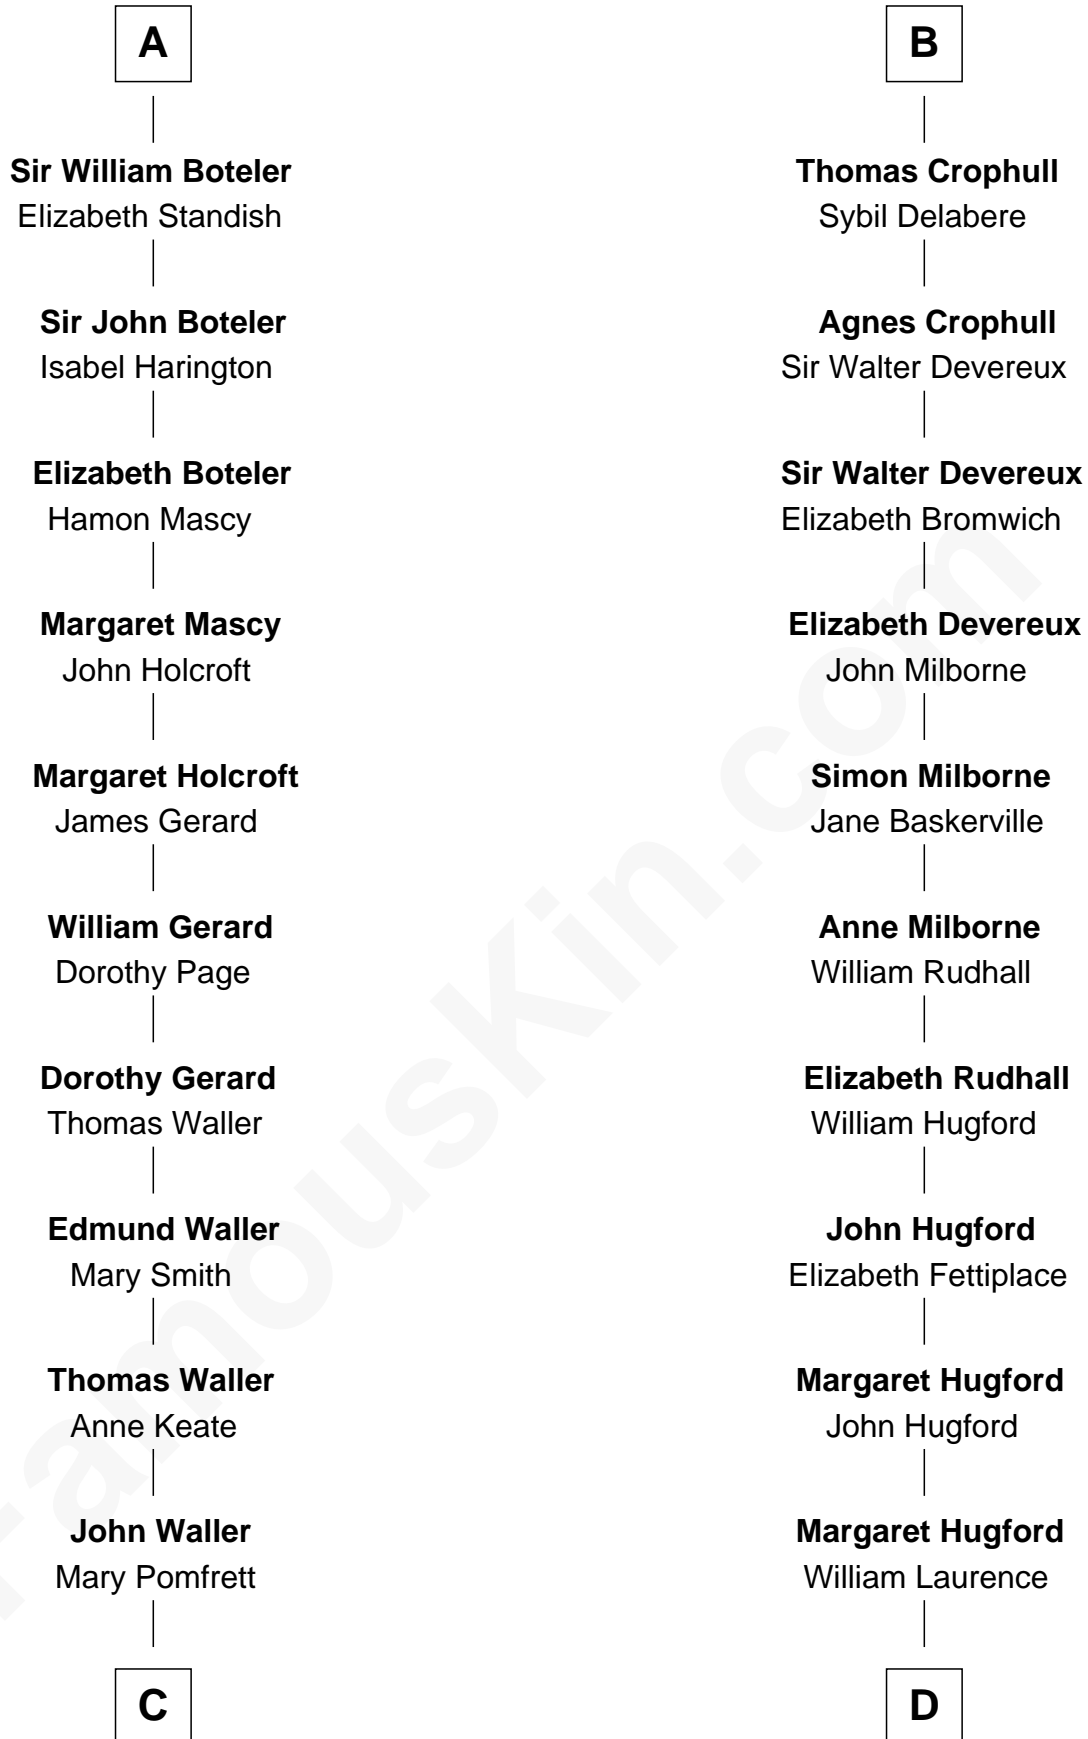 A
Sir William Boteler
Elizabeth Standish
Sir John Boteler
Isabel Harington
Elizabeth Boteler
Hamon Mascy
Margaret Mascy
John Holcroft
Margaret Holcroft
James Gerard
William Gerard
Dorothy Page
Dorothy Gerard
Thomas Waller
Edmund Waller
Mary Smith
Thomas Waller
Anne Keate
John Waller
Mary Pomfrett
C
B
Thomas Crophull
Sybil Delabere
Agnes Crophull
Sir Walter Devereux
Sir Walter Devereux
Elizabeth Bromwich
Elizabeth Devereux
John Milborne
Simon Milborne
Jane Baskerville
Anne Milborne
William Rudhall
Elizabeth Rudhall
William Hugford
John Hugford
Elizabeth Fettiplace
Margaret Hugford
John Hugford
Margaret Hugford
William Laurence
D
FamousKin.com